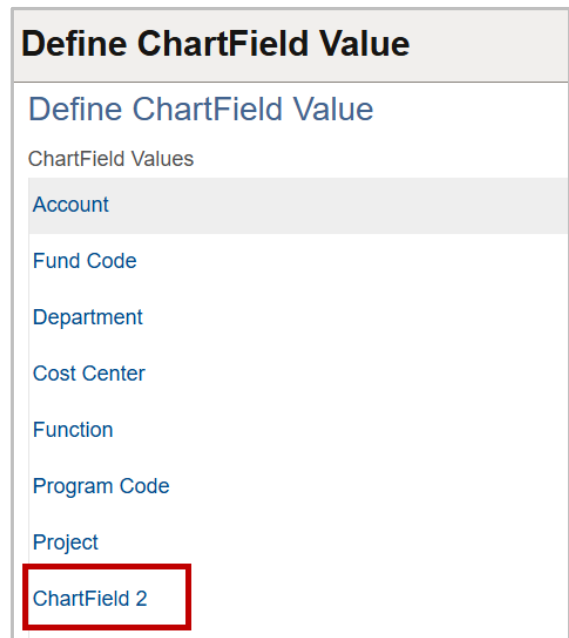 Define ChartField Value
Define ChartField Value
ChartField Values
Account
Fund Code
Department
Cost Center
Function
Program Code
Project
ChartField 2